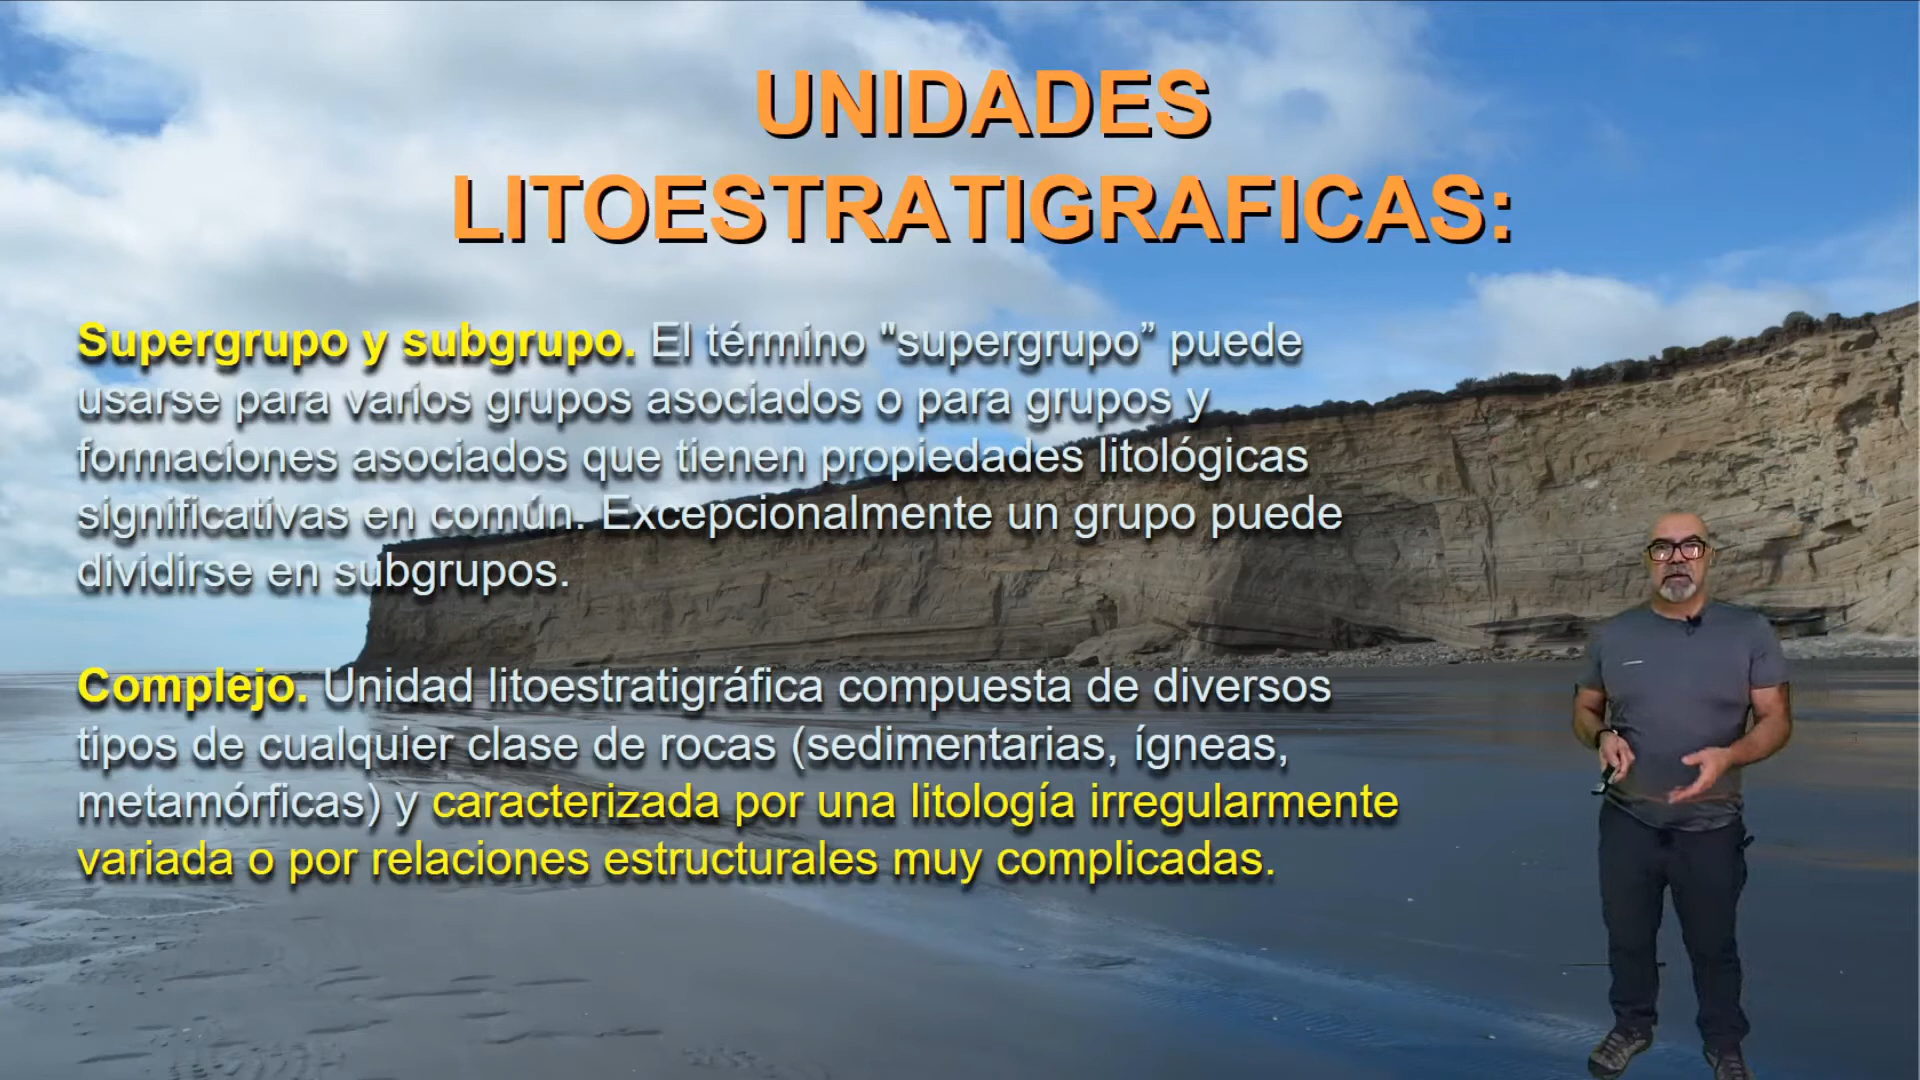 UNIDADES
LITOESTRATIGRAFICAS:
Supergrupo y subgrupo. El término "supergrupo” puede
usarse para varios grupos asociados o para grupos y
formaciones asociados que tienen propiedades litológicas
significativas en común. Excepcionalmente un grupo puede
dividirse en subgrupos.
Complejo. Unidad litoestratigráfica compuesta de diversos
tipos de cualquier clase de rocas (sedimentarias, ígneas,
metamórficas) y caracterizada por una litología irregularmente
variada o por relaciones estructurales muy complicadas.